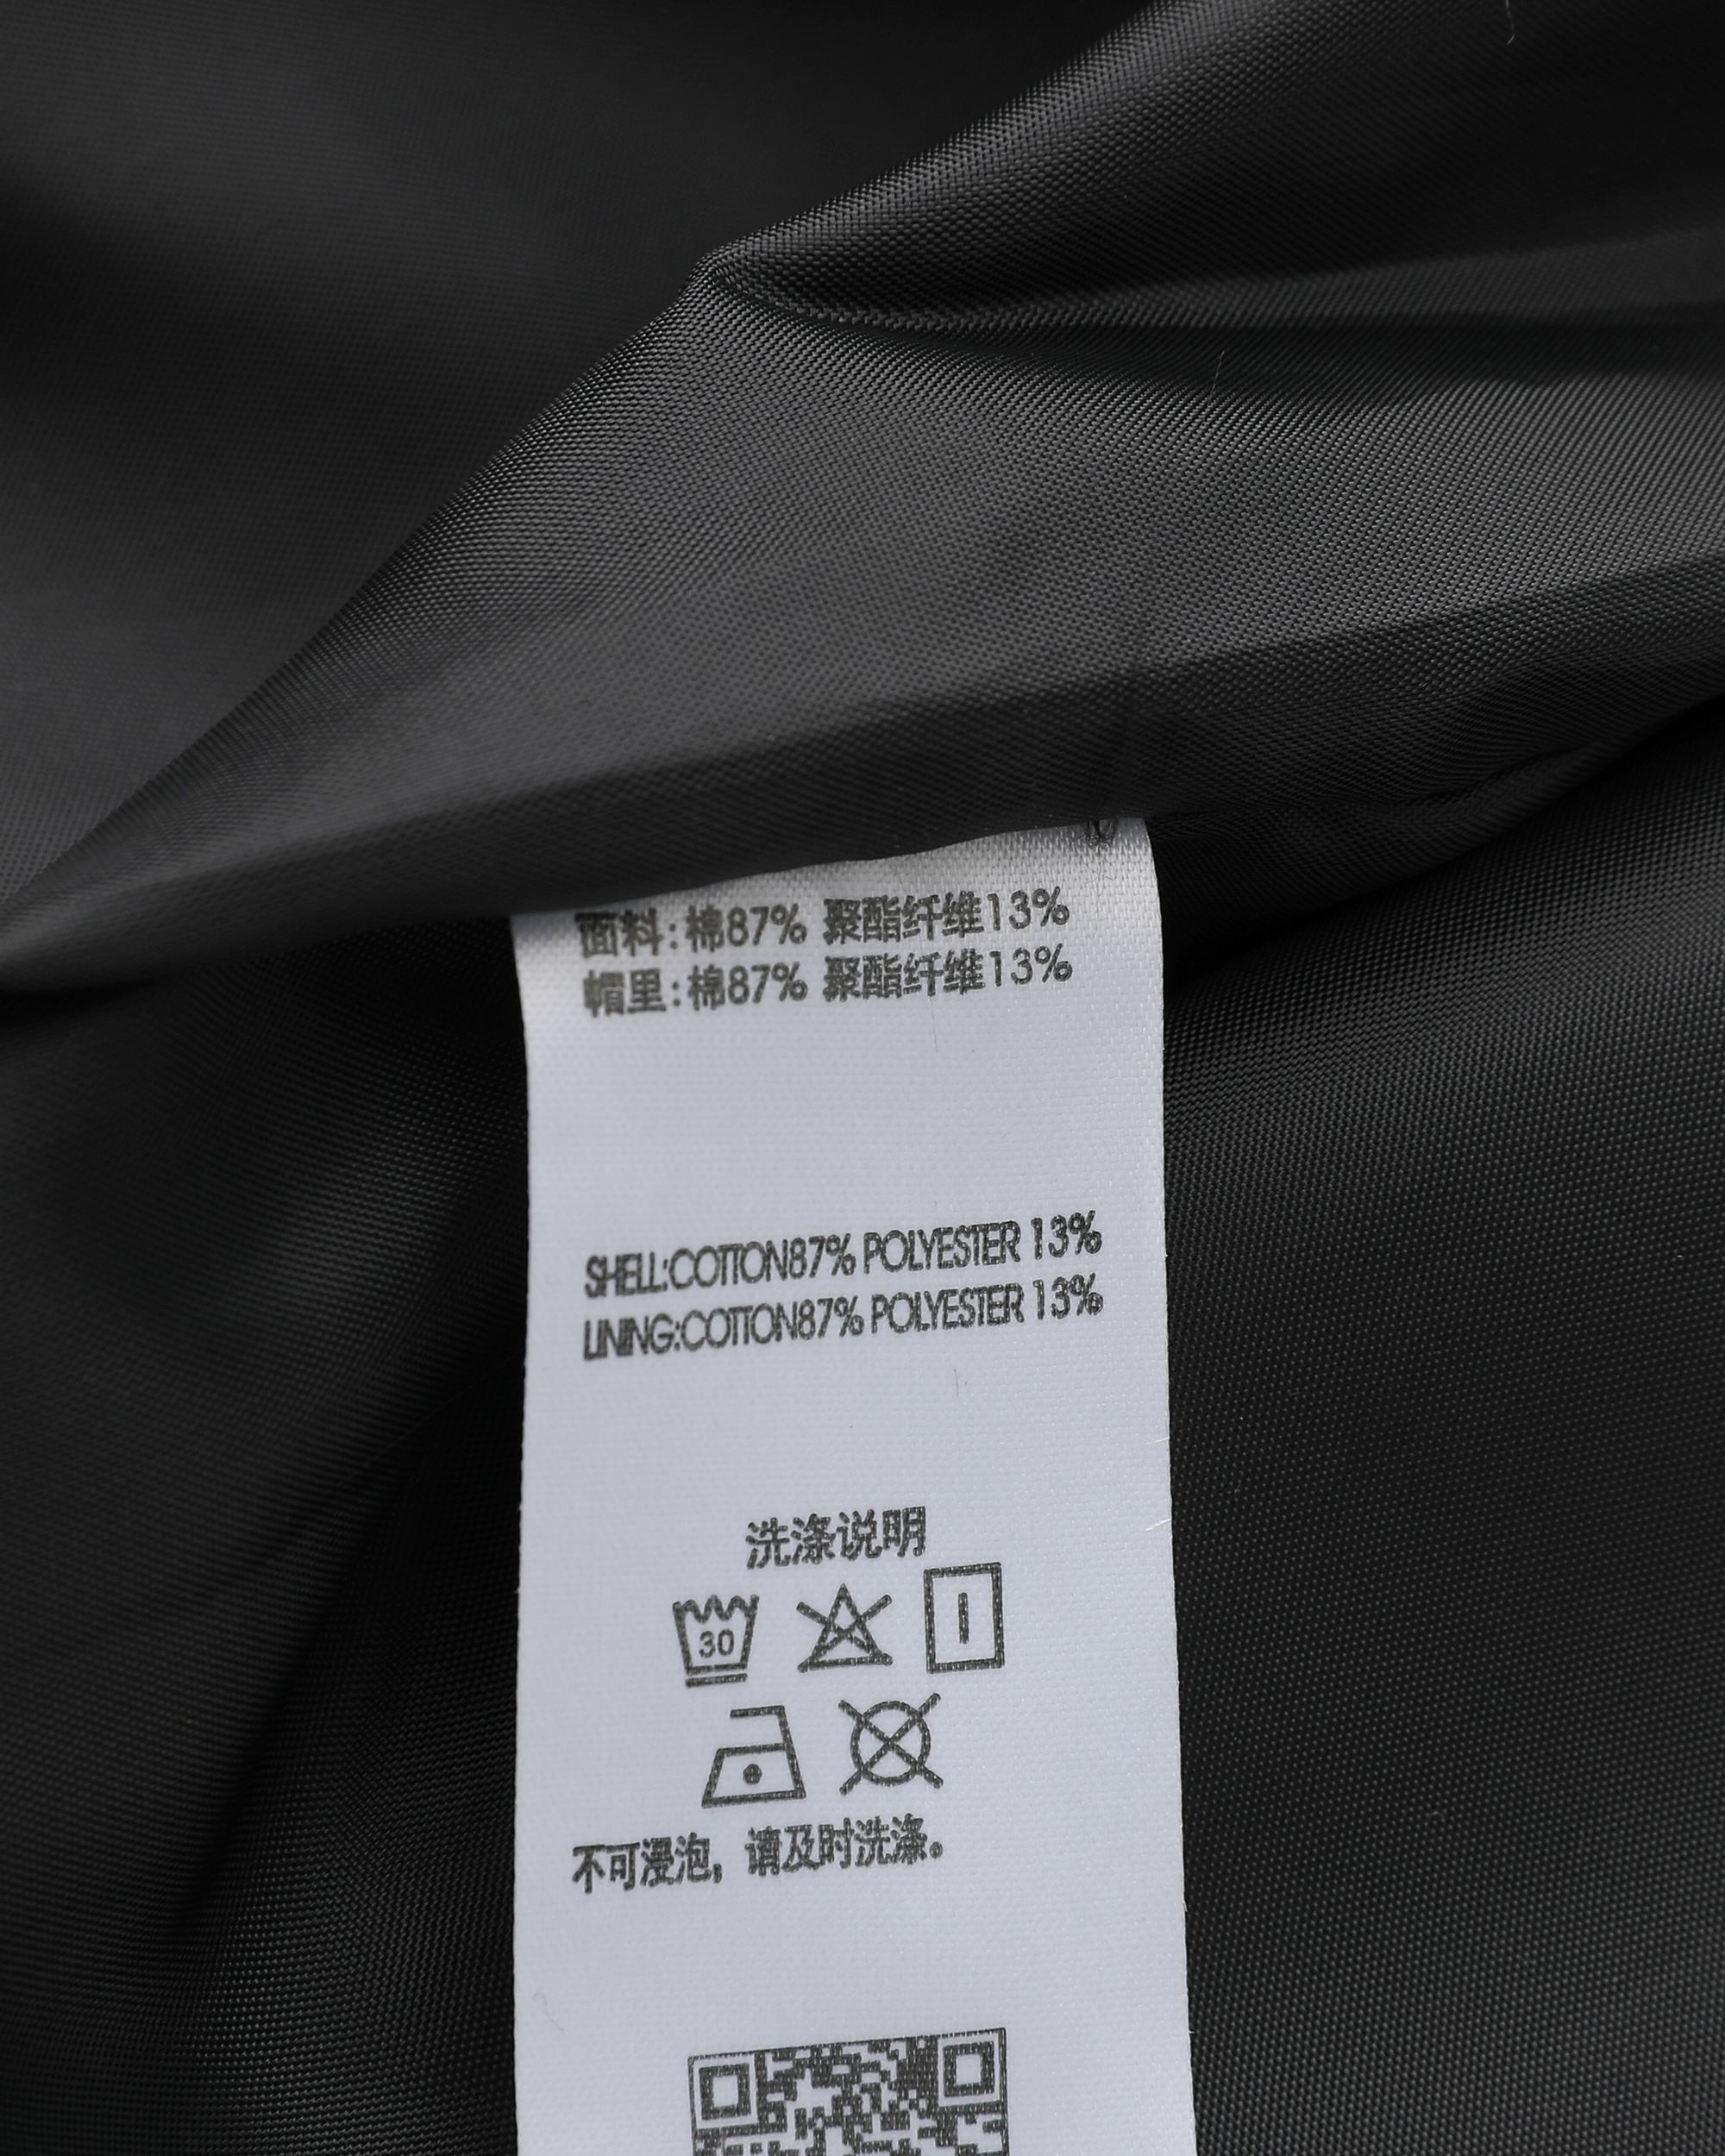 面料:棉87% 聚酯纤维13%
帽里:棉87% 聚酯纤维13%
SHELL:COTTON87% POLYESTER 13%
LINING:COTTON87% POLYESTER 13%
洗涤说明
30
不可浸泡，请及时洗涤。